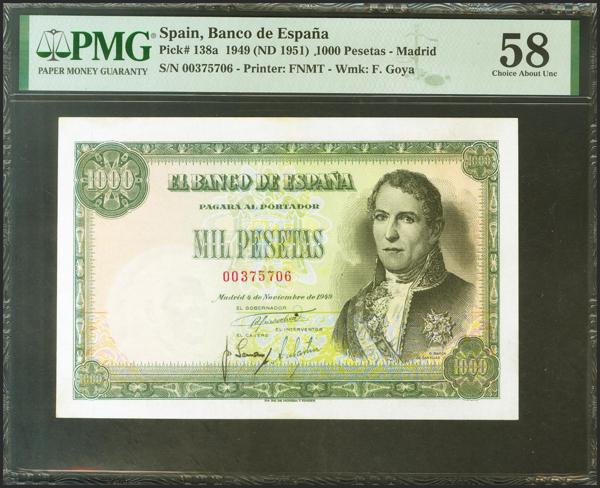 PMG
PAPER MONEY GUARANTY
Spain, Banco de España
Pick# 138a 1949 (ND 1951) ,1000 Pesetas - Madrid
S/N 00375706 - Printer: FNMT - Wmk: F. Goya
58
Choice About Unc
1000
1000
EL BANCO DE ESPAÑA
PAGARÁ AL PORTADOR
MIL PESETAS
00375706
Madrid 4 de Noviembre de 1949
EL GOBERNADOR
EL CAJERO
EL INTERVENTOR
1000
1000